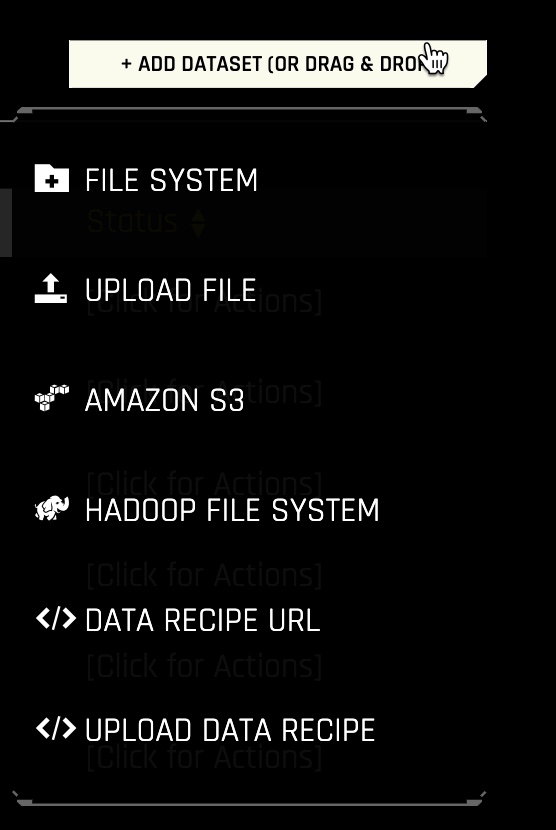 + ADD DATASET (OR DRAG & DROP
FILE SYSTEM
Status
UPLOAD FILE
[Click for Actions]
[Click for Actions]
AMAZON S3
[Click for Actions]
HADOOP FILE SYSTEM
[Click for Actions]
DATA RECIPE URL
[Click for Actions]
UPLOAD DATA RECIPE
[Click for Actions]